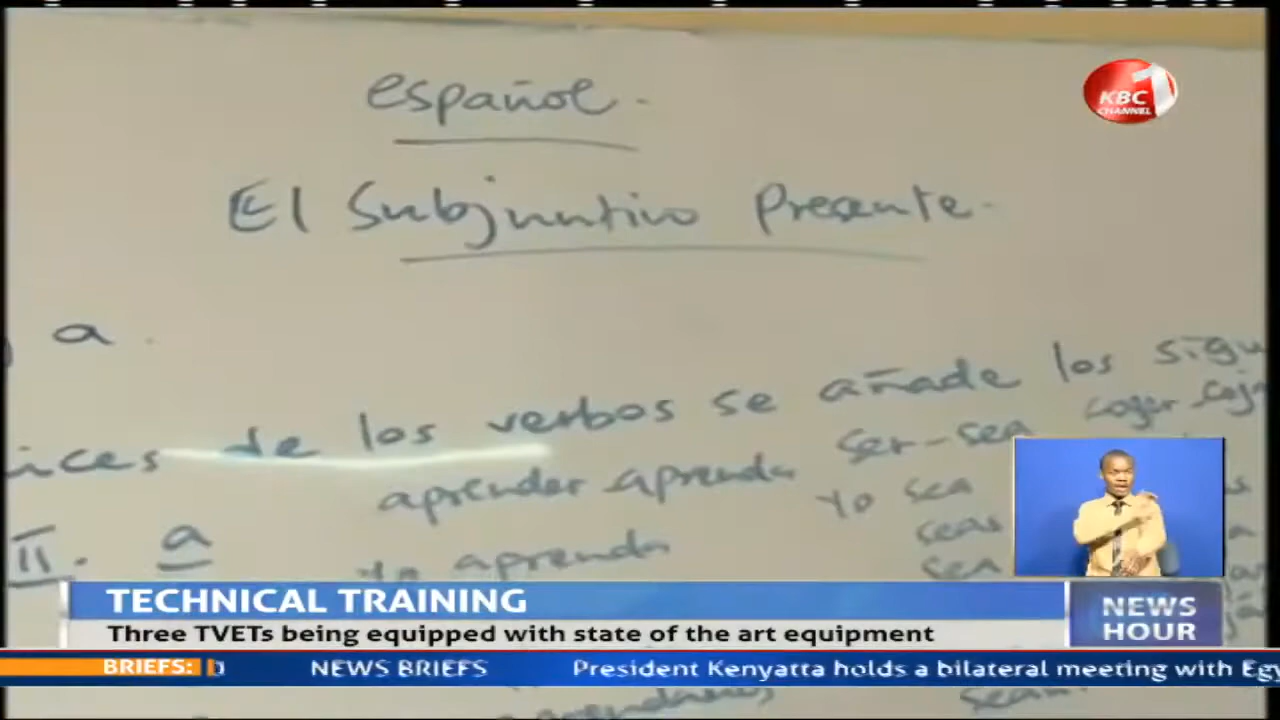 español.
KBC 1
CHANNEL
El Subjuntivo Presente.
a.
ices de los verbos se añade los sigu
aprender aprenda ser-sea coger coja
Yo sea
II. a
Yo aprenda
seas
sea
TECHNICAL TRAINING
NEWS HOUR
Three TVETs being equipped with state of the art equipment
BRIEFS:
NEWS BRIEFS President Kenyatta holds a bilateral meeting with Egy